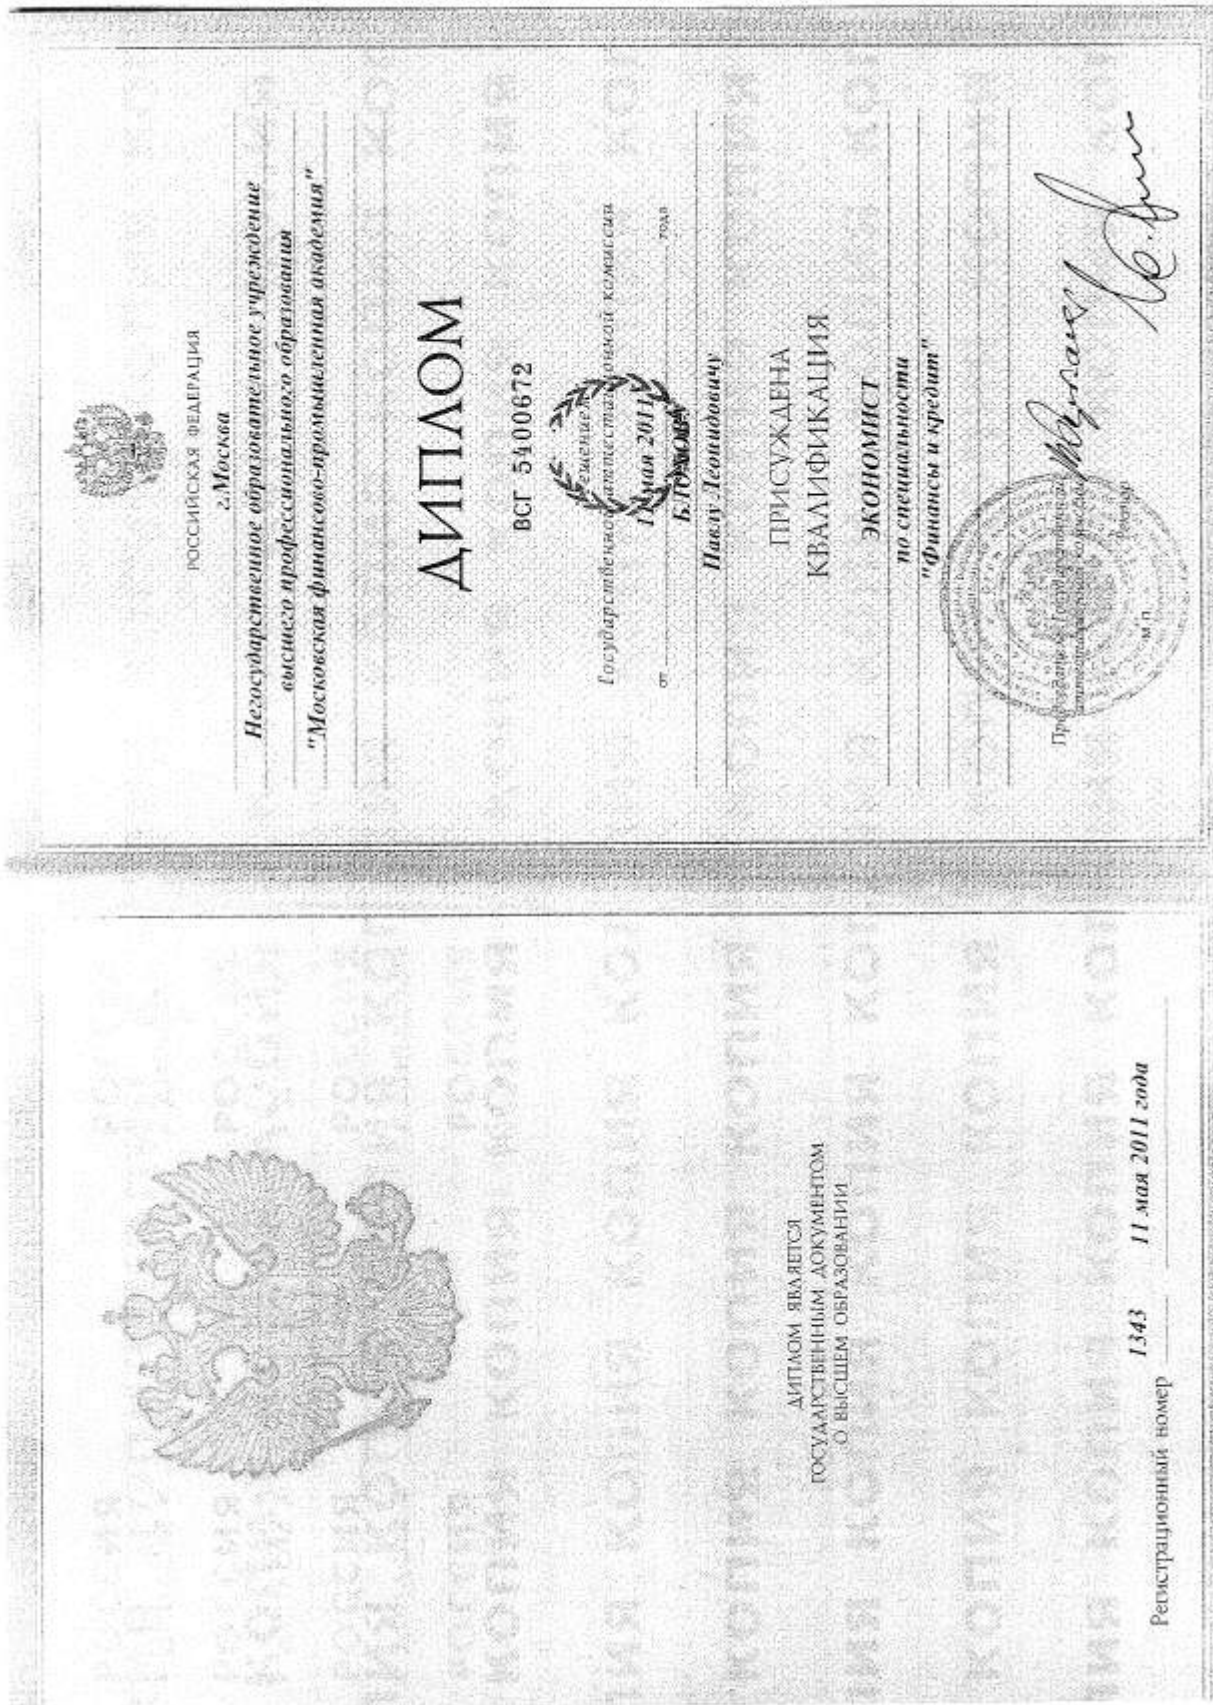 ДИПЛОМ ЯВЛЯЕТСЯ
ГОСУДАРСТВЕННЫМ ДОКУМЕНТОМ
О ВЫСШЕМ ОБРАЗОВАНИИ
Регистрационный номер 1343 11 мая 2011 года
РОССИЙСКАЯ ФЕДЕРАЦИЯ
г.Москва
Негосударственное образовательное учреждение
высшего профессионального образования
"Московская финансово-промышленная академия"
ДИПЛОМ
ВСГ 5400672
Решением
Государственной аттестационной комиссии
от мая 2011 года
Павлу Леонидовичу
ПРИСУЖДЕНА
КВАЛИФИКАЦИЯ
ЭКОНОМИСТ
по специальности
"Финансы и кредит"
Председатель Государственной
аттестационной комиссии
Ректор
М.П.